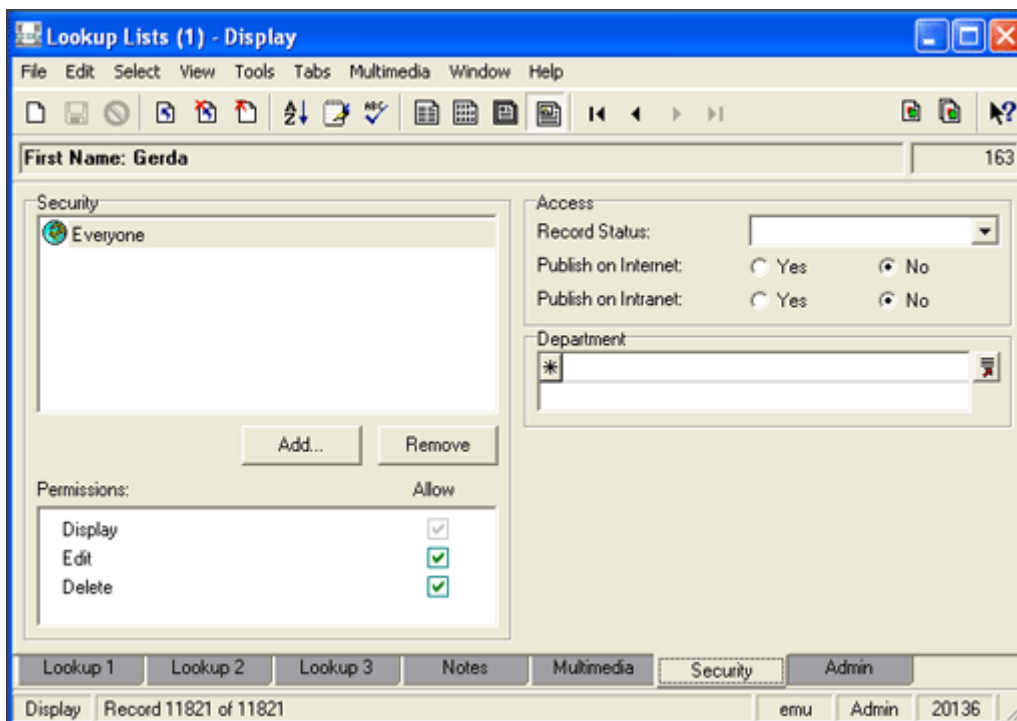 Lookup Lists (1) - Display
File Edit Select View Tools Tabs Multimedia Window Help
First Name: Gerda 163
Security
Everyone
Add... Remove
Permissions: Allow
Display
Edit
Delete
Access
Record Status:
Publish on Internet: Yes No
Publish on Intranet: Yes No
Department
Lookup 1 Lookup 2 Lookup 3 Notes Multimedia Security Admin
Display Record 11821 of 11821 emu Admin 20136